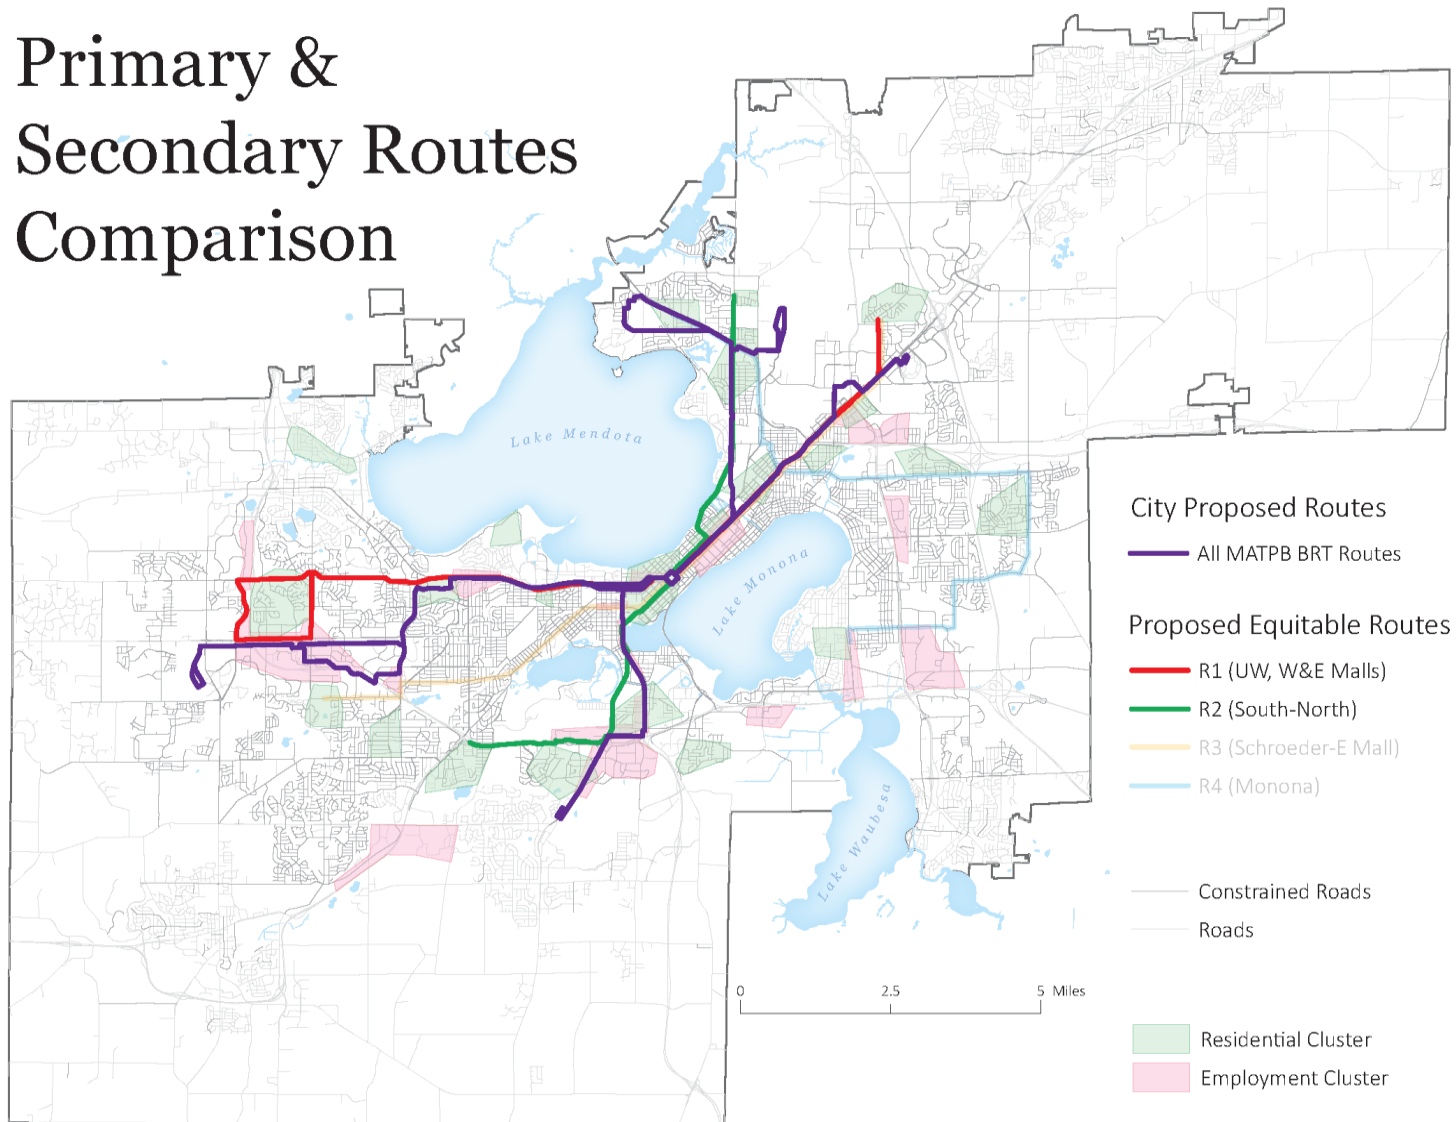 Primary &
Secondary Routes
Comparison
Lake Mendota
Lake Monona
Lake Waubesa
City Proposed Routes
All MATPB BRT Routes
Proposed Equitable Routes
R1 (UW, W&E Malls)
R2 (South-North)
R3 (Schroeder-E Mall)
R4 (Monona)
Constrained Roads
Roads
0 2.5 5 Miles
Residential Cluster
Employment Cluster